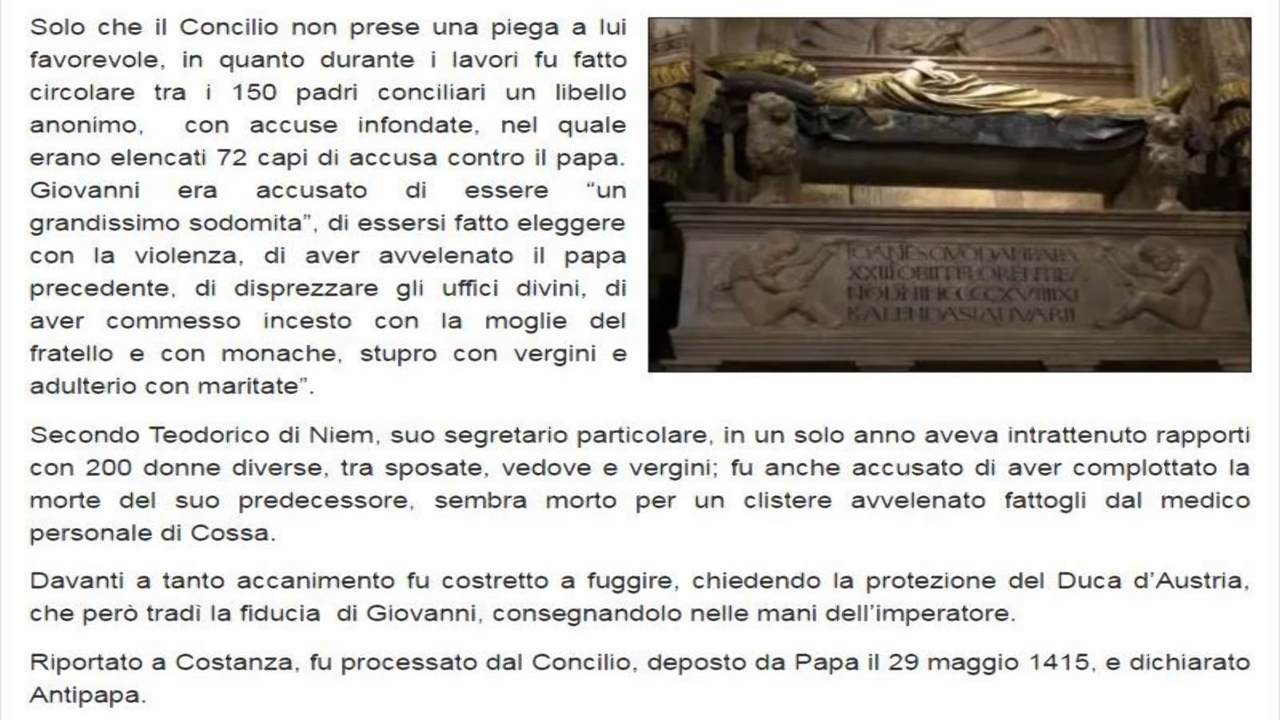 Solo che il Concilio non prese una piega a lui
favorevole, in quanto durante i lavori fu fatto
circolare tra i 150 padri conciliari un libello
anonimo, con accuse infondate, nel quale
erano elencati 72 capi di accusa contro il papa.
Giovanni era accusato di essere “un
grandissimo sodomita”, di essersi fatto eleggere
con la violenza, di aver avvelenato il papa
precedente, di disprezzare gli uffici divini, di
aver commesso incesto con la moglie del
fratello e con monache, stupro con vergini e
adulterio con maritate”.
XXIII OBIIT FLORENTIE
Secondo Teodorico di Niem, suo segretario particolare, in un solo anno aveva intrattenuto rapporti
con 200 donne diverse, tra sposate, vedove e vergini; fu anche accusato di aver complottato la
morte del suo predecessore, sembra morto per un clistere avvelenato fattogli dal medico
personale di Cossa.
Davanti a tanto accanimento fu costretto a fuggire, chiedendo la protezione del Duca d’Austria,
che però tradì la fiducia di Giovanni, consegnandolo nelle mani dell’imperatore.
Riportato a Costanza, fu processato dal Concilio, deposto da Papa il 29 maggio 1415, e dichiarato
Antipapa.